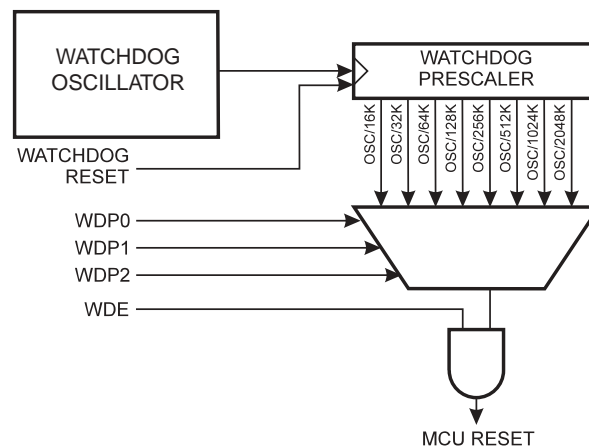 WATCHDOG
OSCILLATOR
WATCHDOG
PRESCALER
OSC/16K
OSC/32K
OSC/64K
OSC/128K
OSC/256K
OSC/512K
OSC/1024K
OSC/2048K
WATCHDOG
RESET
WDP0
WDP1
WDP2
WDE
MCU RESET